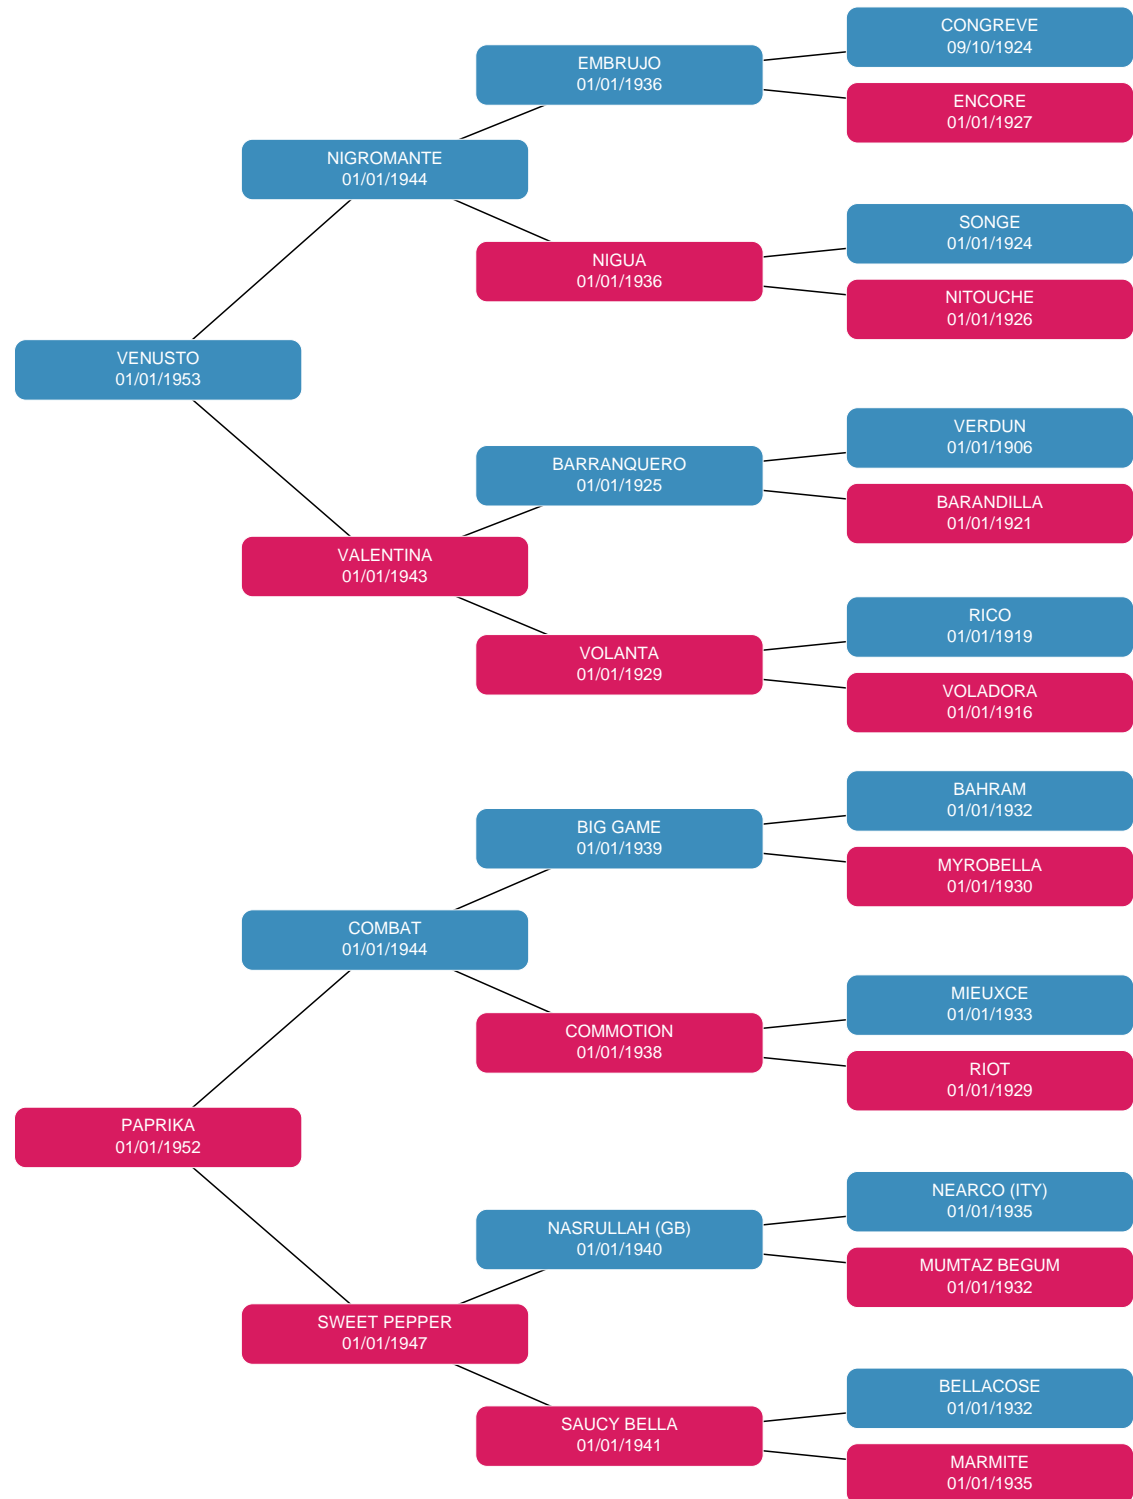 CONGREVE
09/10/1924
EMBRUJO
01/01/1936
ENCORE
01/01/1927
NIGROMANTE
01/01/1944
SONGE
01/01/1924
NIGUA
01/01/1936
NITOUCHE
01/01/1926
VENUSTO
01/01/1953
VERDUN
01/01/1906
BARRANQUERO
01/01/1925
BARANDILLA
01/01/1921
VALENTINA
01/01/1943
RICO
01/01/1919
VOLANTA
01/01/1929
VOLADORA
01/01/1916
BAHRAM
01/01/1932
BIG GAME
01/01/1939
MYROBELLA
01/01/1930
COMBAT
01/01/1944
MIEUXCE
01/01/1933
COMMOTION
01/01/1938
RIOT
01/01/1929
PAPRIKA
01/01/1952
NEARCO (ITY)
01/01/1935
NASRULLAH (GB)
01/01/1940
MUMTAZ BEGUM
01/01/1932
SWEET PEPPER
01/01/1947
BELLACOSE
01/01/1932
SAUCY BELLA
01/01/1941
MARMITE
01/01/1935